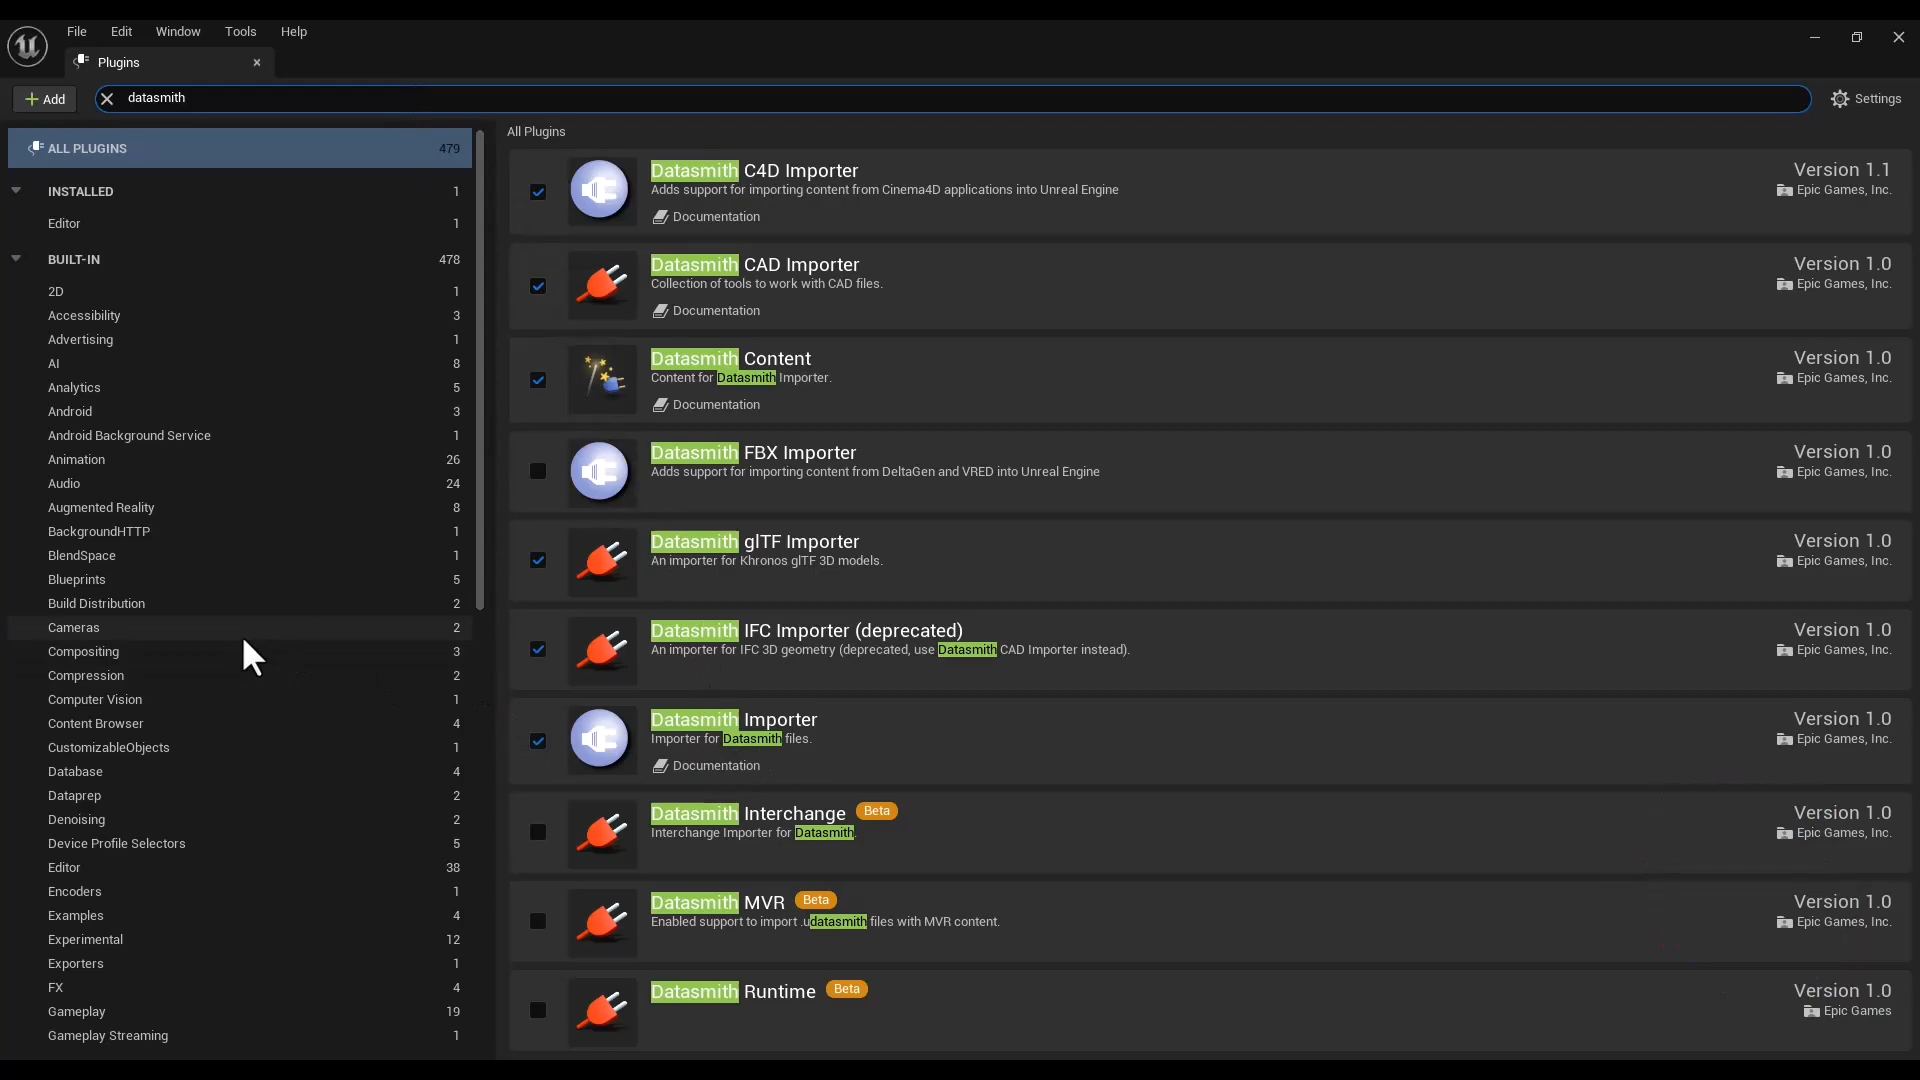 File Edit Window Tools Help
Plugins
Add
datasmith
Settings
ALL PLUGINS 479
INSTALLED 1
Editor 1
BUILT-IN 478
2D 1
Accessibility 3
Advertising 1
AI 8
Analytics 5
Android 3
Android Background Service 1
Animation 26
Audio 24
Augmented Reality 8
BackgroundHTTP 1
BlendSpace 1
Blueprints 5
Build Distribution 2
Cameras 2
Compositing 3
Compression 2
Computer Vision 1
Content Browser 4
CustomizableObjects 1
Database 4
Dataprep 2
Denoising 2
Device Profile Selectors 5
Editor 38
Encoders 1
Examples 4
Experimental 12
Exporters 1
FX 4
Gameplay 19
Gameplay Streaming 1
All Plugins
Datasmith C4D Importer Version 1.1
Adds support for importing content from Cinema4D applications into Unreal Engine Epic Games, Inc.
Documentation
Datasmith CAD Importer Version 1.0
Collection of tools to work with CAD files. Epic Games, Inc.
Documentation
Datasmith Content Version 1.0
Content for Datasmith Importer. Epic Games, Inc.
Documentation
Datasmith FBX Importer Version 1.0
Adds support for importing content from DeltaGen and VRED into Unreal Engine Epic Games, Inc.
Datasmith glTF Importer Version 1.0
An importer for Khronos glTF 3D models. Epic Games, Inc.
Datasmith IFC Importer (deprecated) Version 1.0
An importer for IFC 3D geometry (deprecated, use Datasmith CAD Importer instead). Epic Games, Inc.
Datasmith Importer Version 1.0
Importer for Datasmith files. Epic Games, Inc.
Documentation
Datasmith Interchange Beta Version 1.0
Interchange Importer for Datasmith. Epic Games, Inc.
Datasmith MVR Beta Version 1.0
Enabled support to import .udatasmith files with MVR content. Epic Games, Inc.
Datasmith Runtime Beta Version 1.0
Epic Games